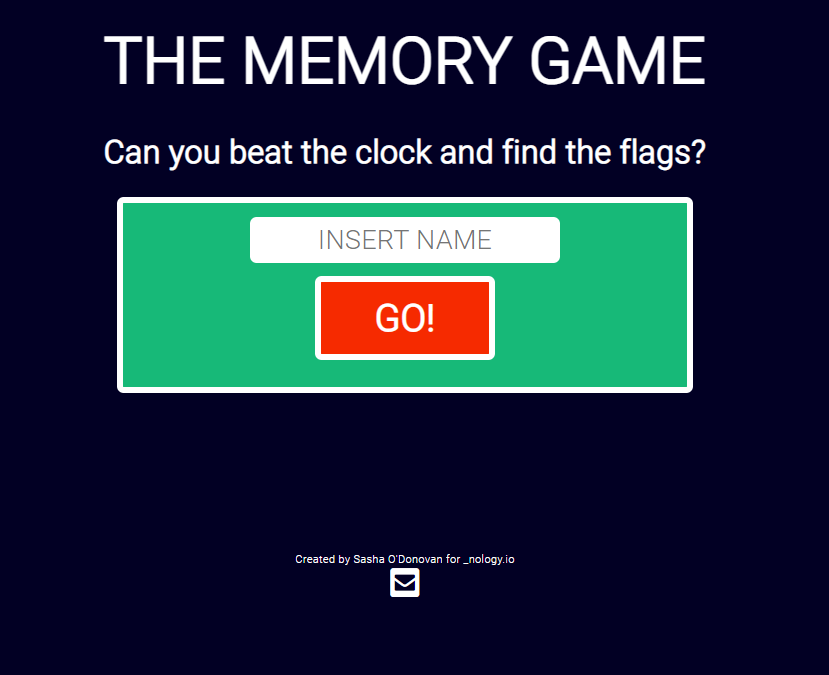 THE MEMORY GAME
Can you beat the clock and find the flags?
INSERT NAME
GO!
Created by Sasha O'Donovan for _nology.io